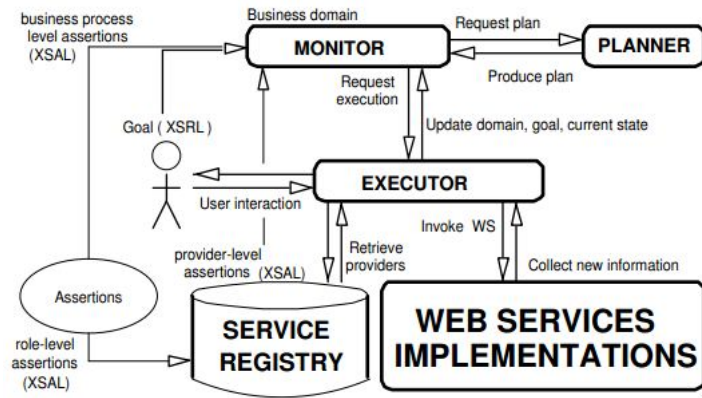 business process
level assertions
(XSAL)
Business domain
MONITOR
Request plan
PLANNER
Produce plan
Request
execution
Goal ( XSRL )
Update domain, goal, current state
EXECUTOR
User interaction
Invoke WS
provider-level
assertions (XSAL)
Retrieve
providers
Collect new information
Assertions
SERVICE
REGISTRY
WEB SERVICES
IMPLEMENTATIONS
role-level
assertions
(XSAL)